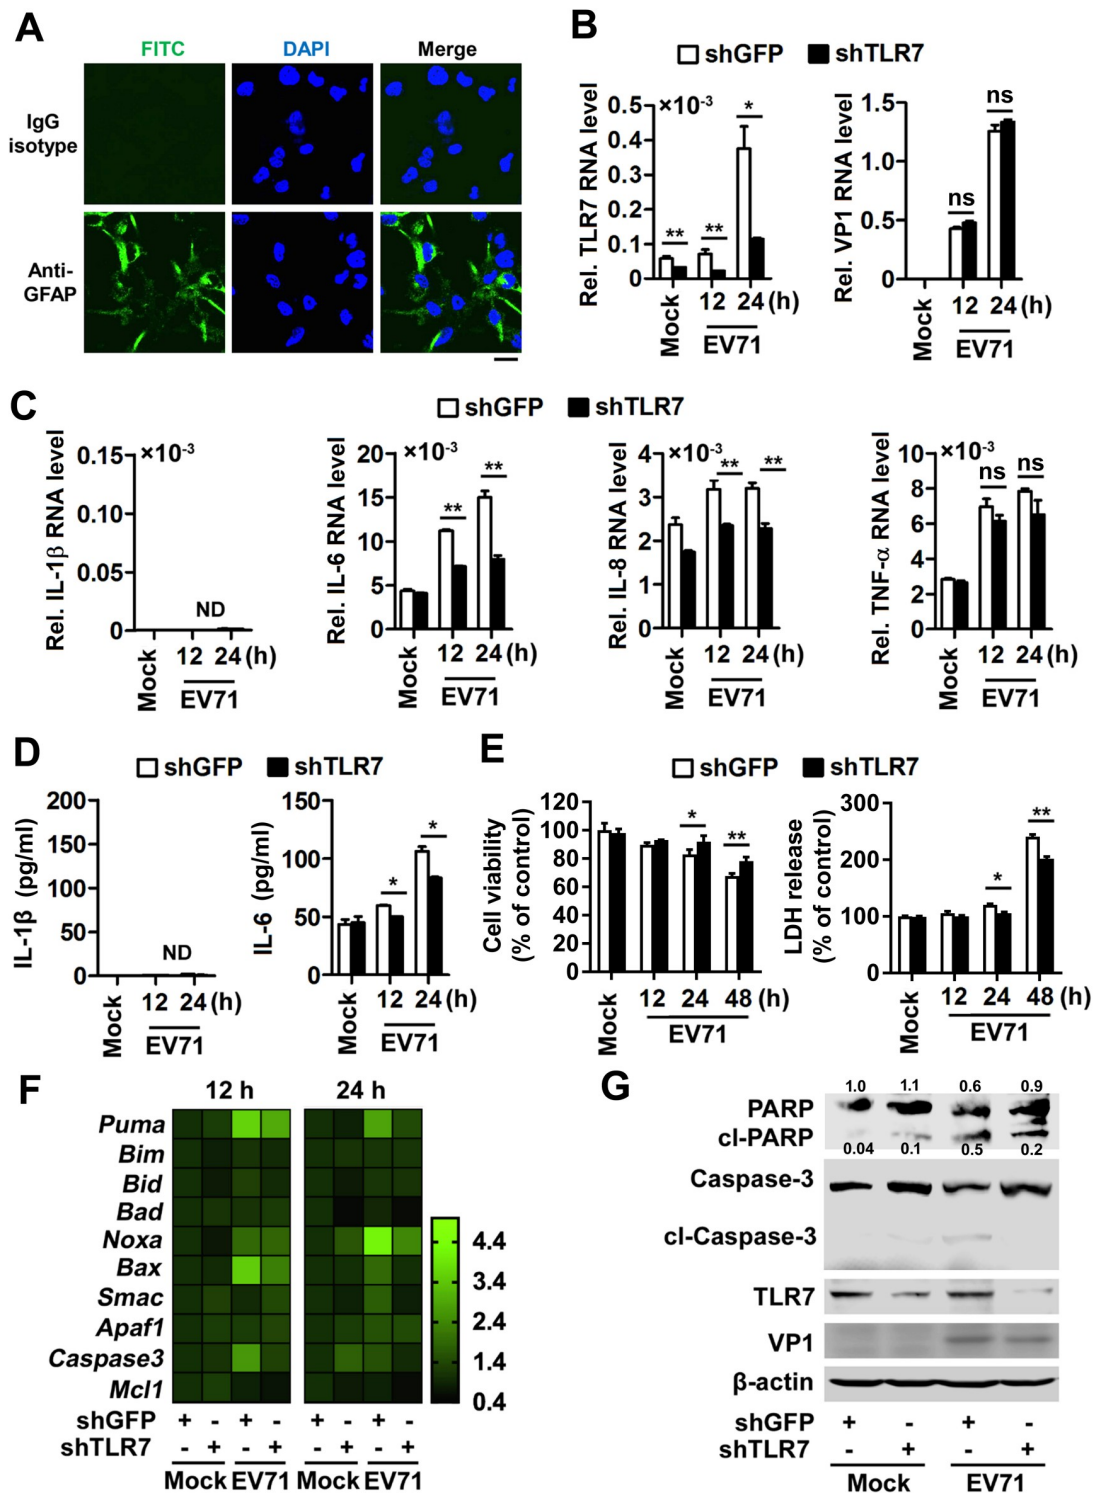 A
FITC DAPI Merge
IgG
isotype
Anti-
GFAP
B
shGFP shTLR7
Rel. TLR7 RNA level
×10-3
0.5
0.4
0.3
0.2
0.1
0
** ** *
Mock 12 24 (h)
EV71
Rel. VP1 RNA level
1.5
1.0
0.5
0
ns ns
Mock 12 24 (h)
EV71
C
shGFP shTLR7
Rel. IL-1β RNA level
×10-3
0.15
0.10
0.05
0
ND
Mock 12 24 (h)
EV71
Rel. IL-6 RNA level
×10-3
20
15
10
5
0
** **
Mock 12 24 (h)
EV71
Rel. IL-8 RNA level
×10-3
4
3
2
1
0
** **
Mock 12 24 (h)
EV71
Rel. TNF-α RNA level
×10-3
10
8
6
4
2
0
ns ns
Mock 12 24 (h)
EV71
D
shGFP shTLR7
IL-1β (pg/ml)
200
150
100
50
0
ND
Mock 12 24 (h)
EV71
IL-6 (pg/ml)
150
100
50
0
* *
Mock 12 24 (h)
EV71
E
shGFP shTLR7
Cell viability
(% of control)
120
100
80
60
40
20
0
* **
Mock 12 24 48 (h)
EV71
LDH release
(% of control)
300
200
100
0
* **
Mock 12 24 48 (h)
EV71
F
12 h 24 h
Puma
Bim
Bid
Bad
Noxa
Bax
Smac
Apaf1
Caspase3
Mcl1
4.4
3.4
2.4
1.4
0.4
shGFP + - + - + - + -
shTLR7 - + - + - + - +
Mock EV71 Mock EV71
G
1.0 1.1 0.6 0.9
PARP
cl-PARP
0.04 0.1 0.5 0.2
Caspase-3
cl-Caspase-3
TLR7
VP1
β-actin
shGFP + - + -
shTLR7 - + - +
Mock EV71